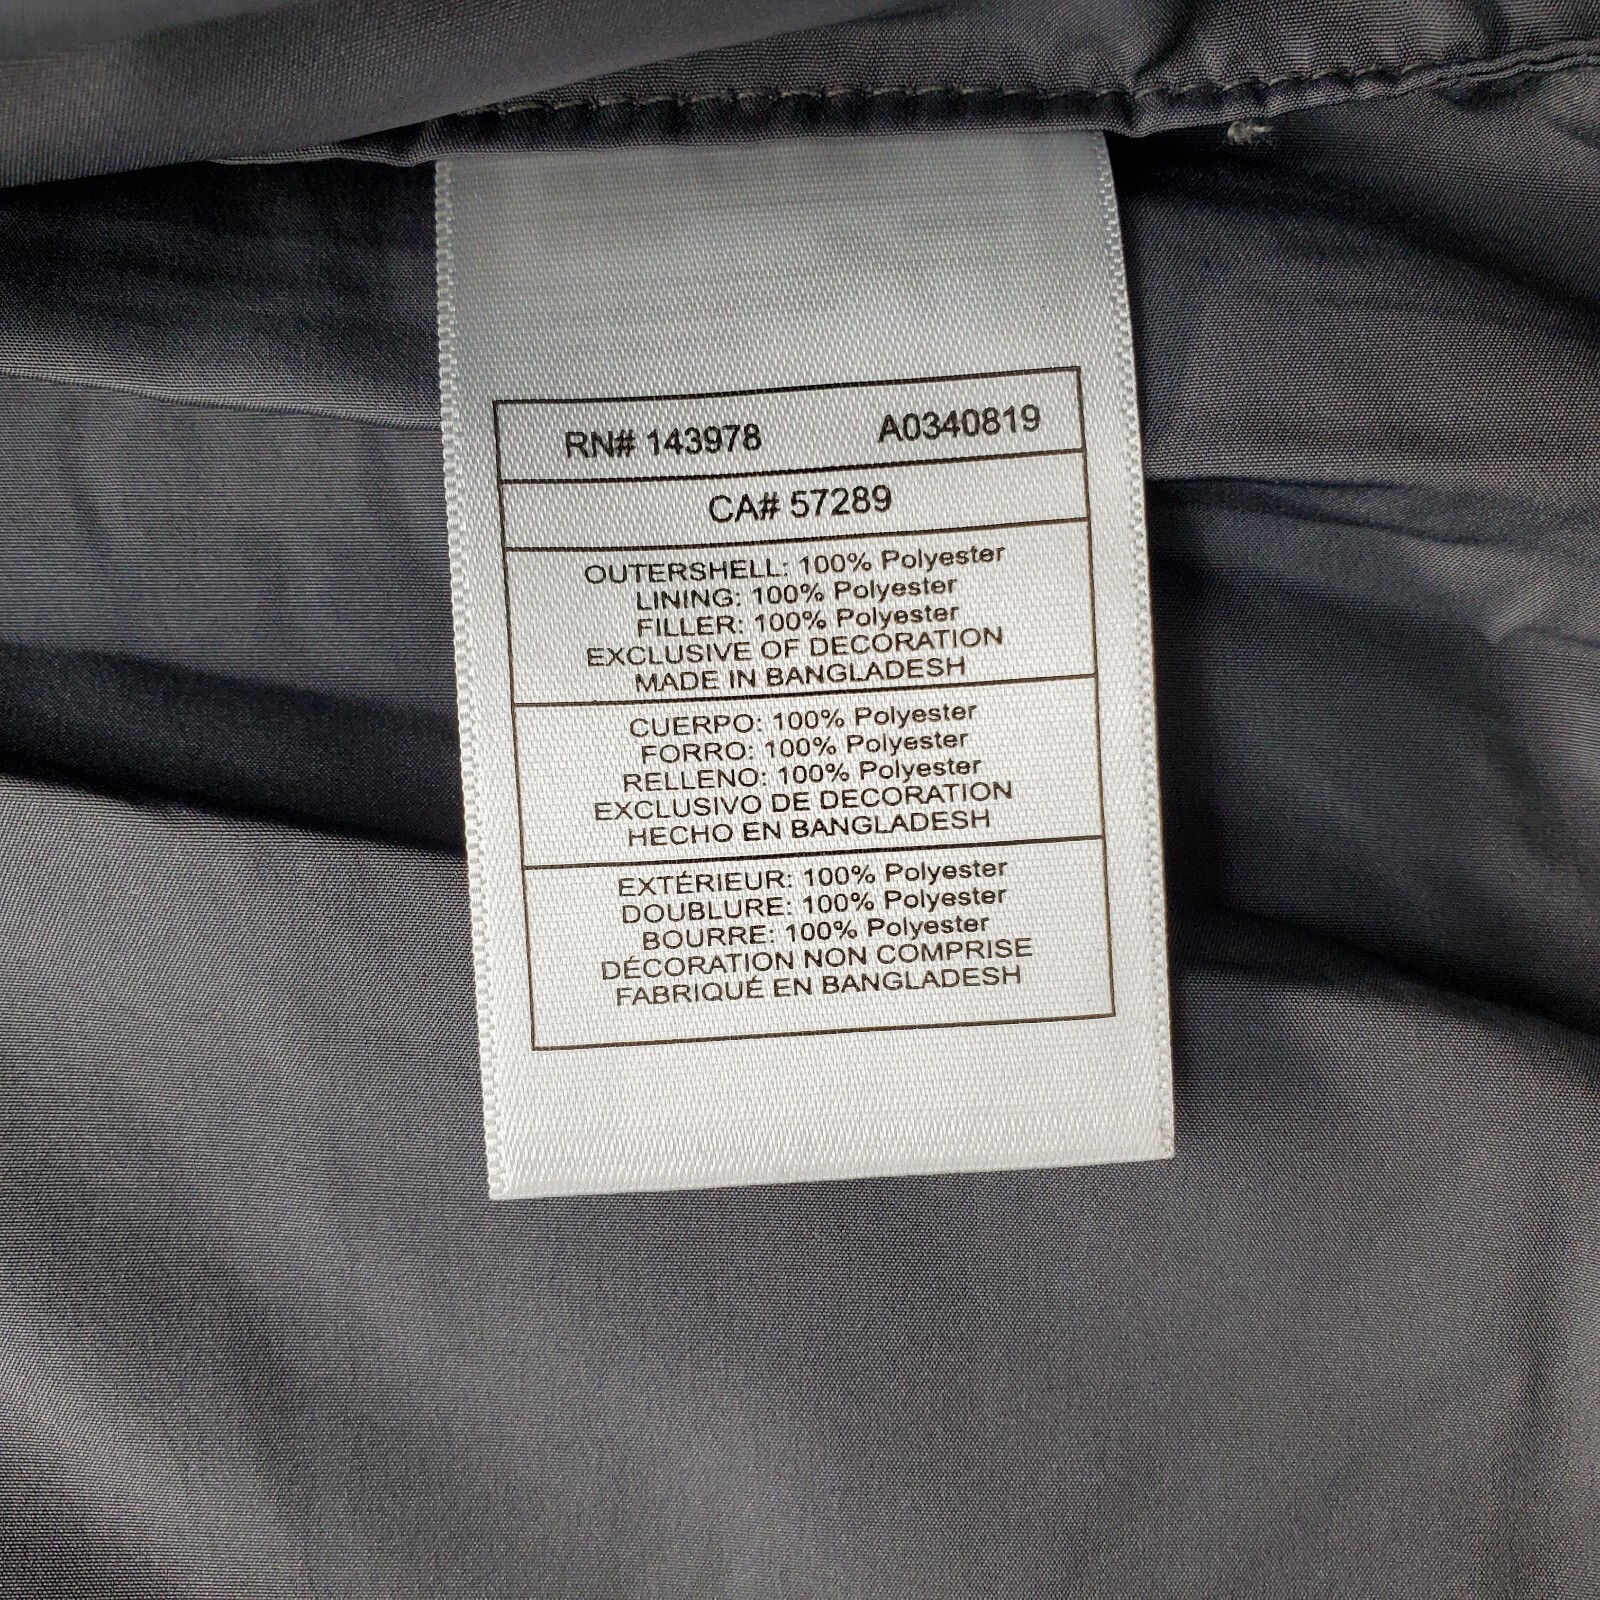 RN# 143978 A0340819
CA# 57289
OUTERSHELL: 100% Polyester
LINING: 100% Polyester
FILLER: 100% Polyester
EXCLUSIVE OF DECORATION
MADE IN BANGLADESH
CUERPO: 100% Polyester
FORRO: 100% Polyester
RELLENO: 100% Polyester
EXCLUSIVO DE DECORATION
HECHO EN BANGLADESH
EXTÉRIEUR: 100% Polyester
DOUBLURE: 100% Polyester
BOURRE: 100% Polyester
DÉCORATION NON COMPRISE
FABRIQUÉ EN BANGLADESH